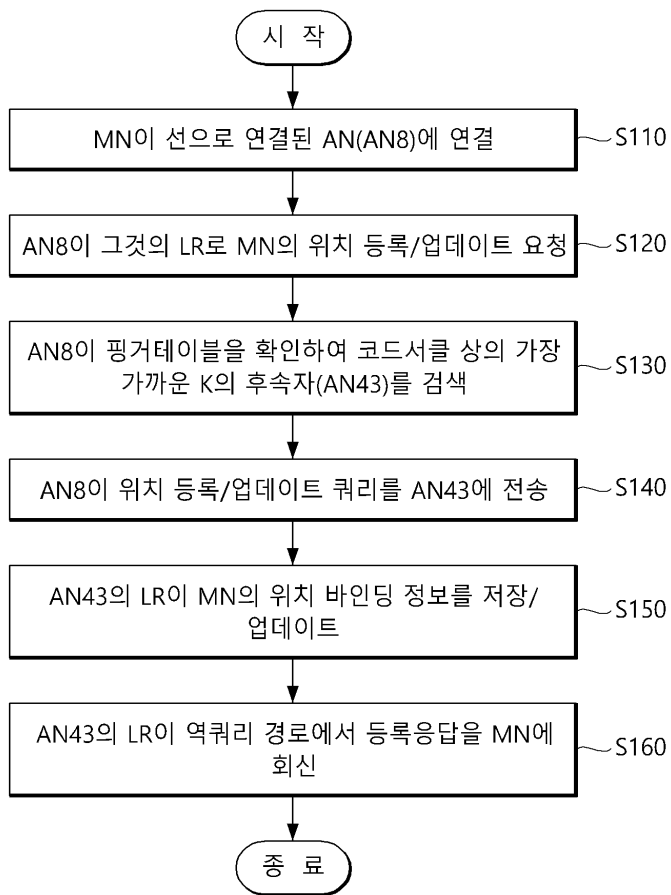 시 작
MN이 선으로 연결된 AN(AN8)에 연결
S110
AN8이 그것의 LR로 MN의 위치 등록/업데이트 요청
S120
AN8이 핑거테이블을 확인하여 코드서클 상의 가장
가까운 K의 후속자(AN43)를 검색
S130
AN8이 위치 등록/업데이트 쿼리를 AN43에 전송
S140
AN43의 LR이 MN의 위치 바인딩 정보를 저장/
업데이트
S150
AN43의 LR이 역쿼리 경로에서 등록응답을 MN에
회신
S160
종 료